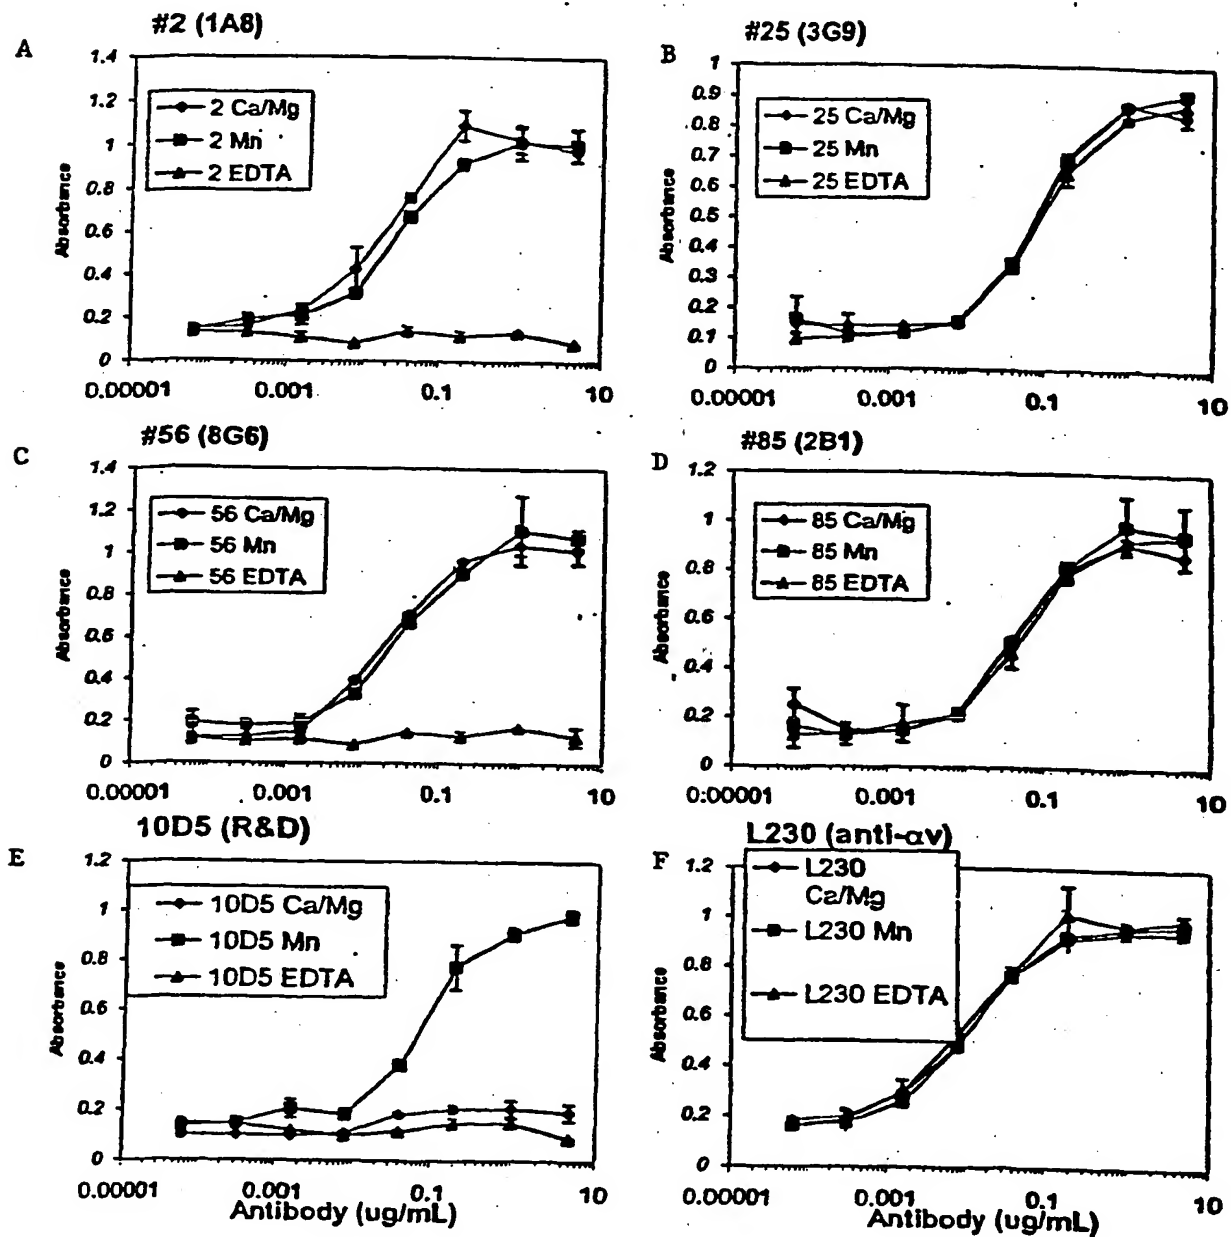 A
#2 (1A8)
1.4
1.2
1
0.8
0.6
0.4
0.2
0
Absorbance
2 Ca/Mg
2 Mn
2 EDTA
0.00001
0.001
0.1
10
B
#25 (3G9)
1
0.9
0.8
0.7
0.6
0.5
0.4
0.3
0.2
0.1
0
Absorbance
25 Ca/Mg
25 Mn
25 EDTA
0.00001
0.001
0.1
10
C
#56 (8G6)
1.4
1.2
1
0.8
0.6
0.4
0.2
0
Absorbance
56 Ca/Mg
56 Mn
56 EDTA
0.00001
0.001
0.1
10
D
#85 (2B1)
1.2
1
0.8
0.6
0.4
0.2
0
Absorbance
85 Ca/Mg
85 Mn
85 EDTA
0:00001
0.001
0.1
10
E
10D5 (R&D)
1.2
1
0.8
0.6
0.4
0.2
0
Absorbance
10D5 Ca/Mg
10D5 Mn
10D5 EDTA
0.00001
0.001
0.1
10
Antibody (ug/mL)
F
L230 (anti-αv)
1.2
1
0.8
0.6
0.4
0.2
0
Absorbance
L230
Ca/Mg
L230 Mn
L230 EDTA
0.00001
0.001
0.1
10
Antibody (ug/mL)